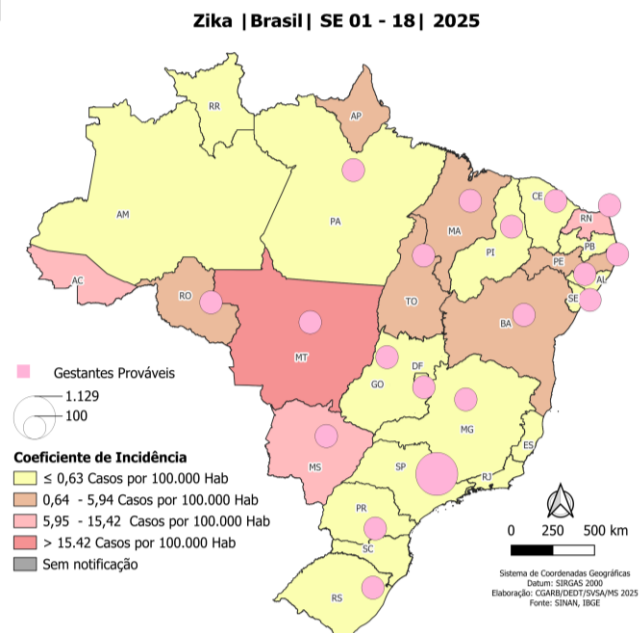 Zika |Brasil| SE 01 - 18| 2025
RR
AP
AM
PA
MA
CE
RN
PB
PI
PE
AL
SE
AC
RO
TO
BA
MT
DF
GO
MG
ES
MS
SP
RJ
PR
SC
RS
Gestantes Prováveis
1.129
100
Coeficiente de Incidência
≤ 0,63 Casos por 100.000 Hab
0,64 - 5,94 Casos por 100.000 Hab
5,95 - 15,42 Casos por 100.000 Hab
> 15.42 Casos por 100.000 Hab
Sem notificação
0 250 500 km
Sistema de Coordenadas Geográficas
Datum: SIRGAS 2000
Elaboração: CGARB/DEDT/SVSA/MS 2025
Fonte: SINAN, IBGE